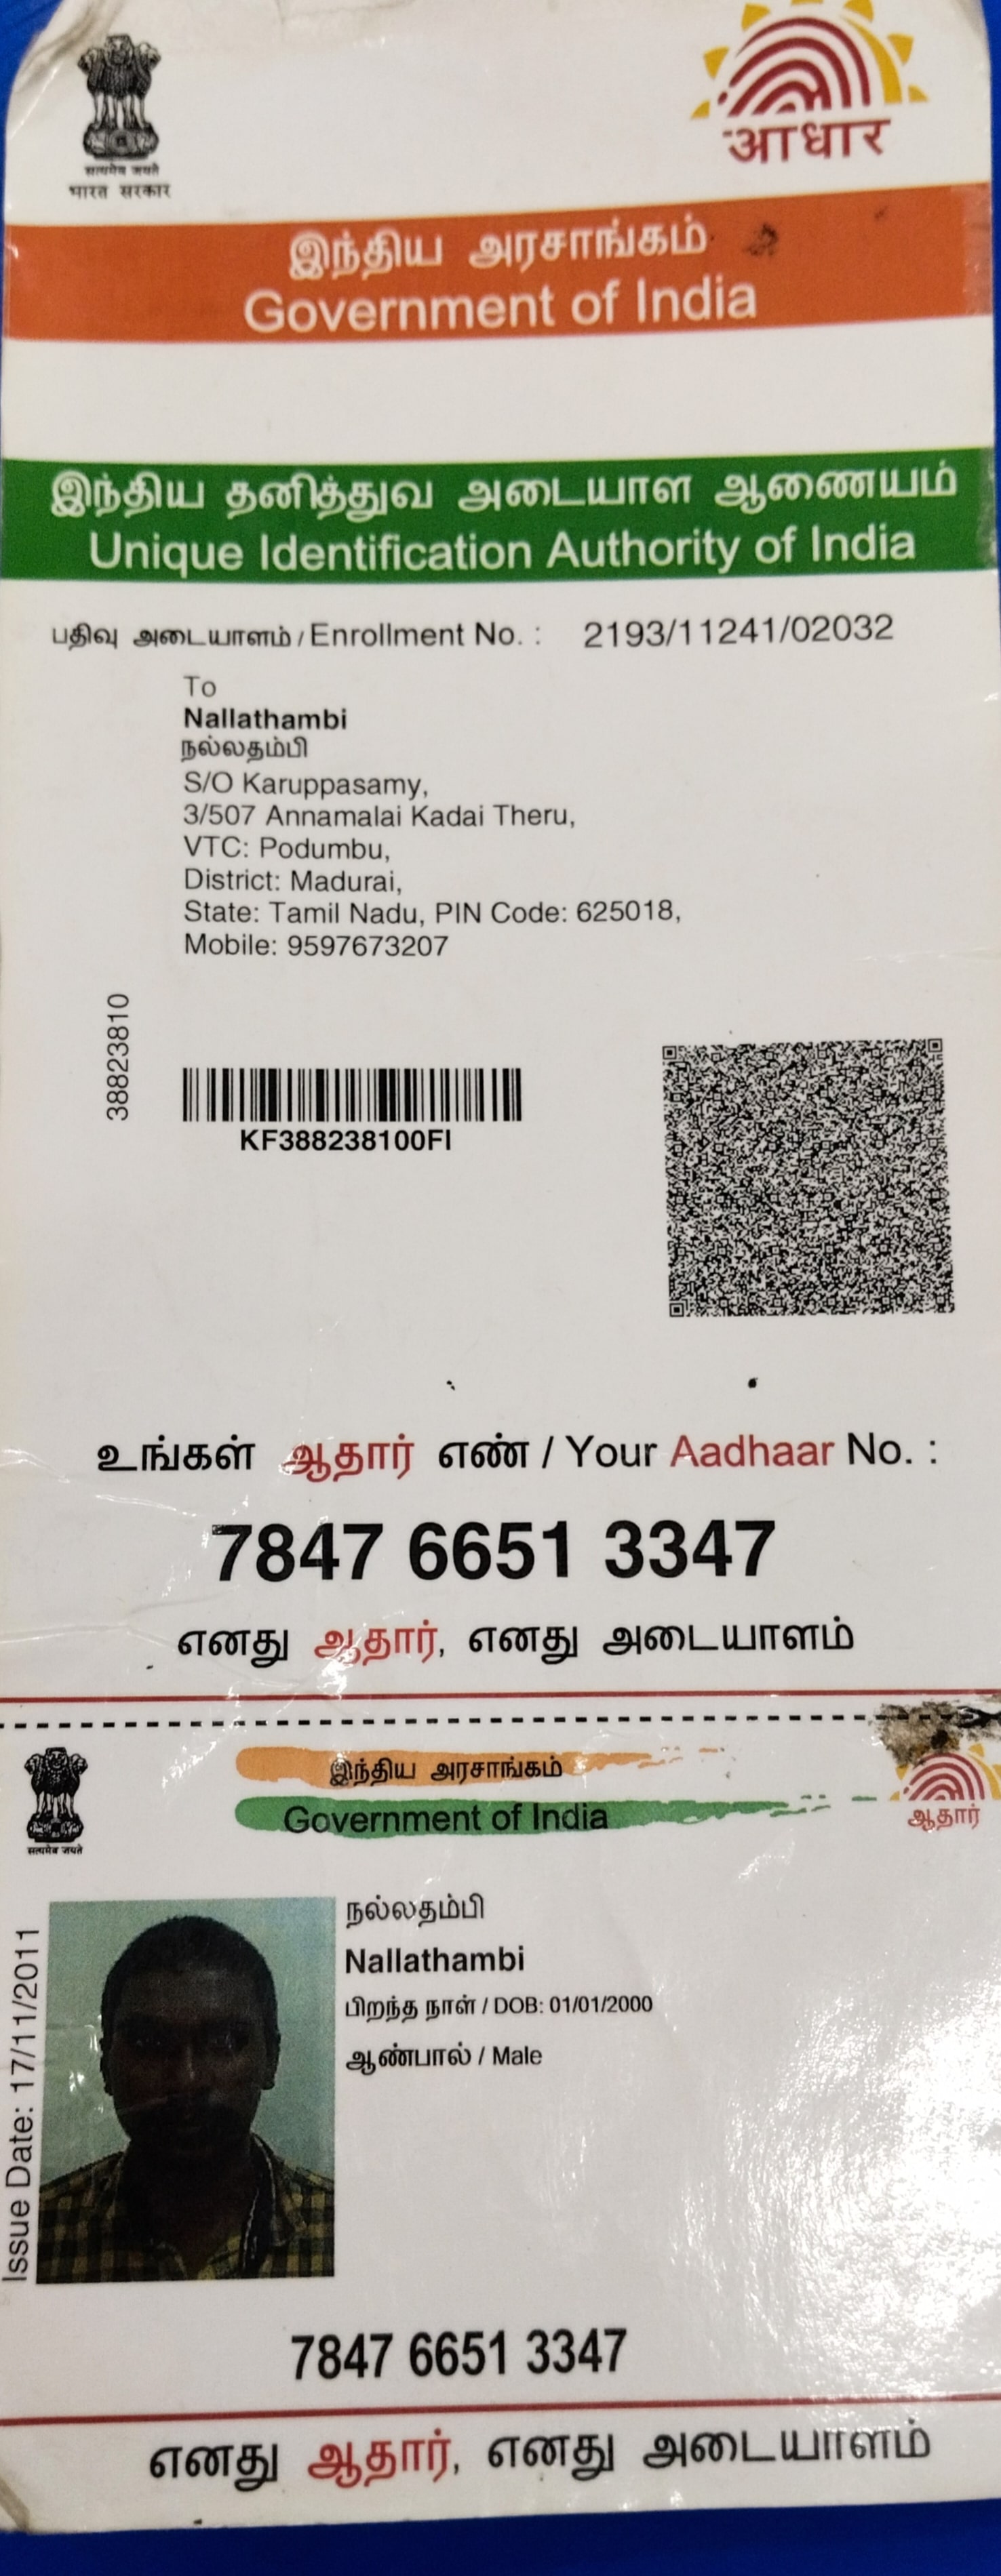 सत्यमेव जयते
भारत सरकार
आधार
இந்திய அரசாங்கம்
Government of India
இந்திய தனித்துவ அடையாள ஆணையம்
Unique Identification Authority of India
பதிவு அடையாளம் / Enrollment No. : 2193/11241/02032
To
Nallathambi
நல்லதம்பி
S/O Karuppasamy,
3/507 Annamalai Kadai Theru,
VTC: Podumbu,
District: Madurai,
State: Tamil Nadu, PIN Code: 625018,
Mobile: 9597673207
38823810
KF388238100FI
உங்கள் ஆதார் எண் / Your Aadhaar No. :
7847 6651 3347
எனது ஆதார், எனது அடையாளம்
இந்திய அரசாங்கம்
Government of India
सत्यमेव जयते
ஆதார்
Issue Date: 17/11/2011
நல்லதம்பி
Nallathambi
பிறந்த நாள் / DOB: 01/01/2000
ஆண்பால் / Male
7847 6651 3347
எனது ஆதார், எனது அடையாளம்